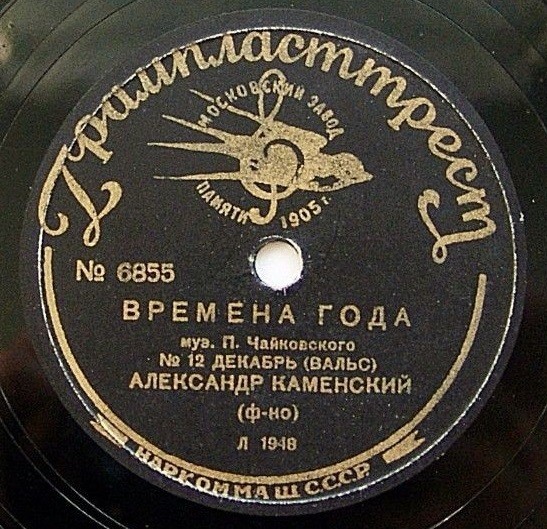 Грампласттрест
МОСКОВСКИЙ ЗАВОД
ПАМЯТИ 1905 г.
№ 6855
ВРЕМЕНА ГОДА
муз. П. Чайковского
№ 12 ДЕКАБРЬ (ВАЛЬС)
АЛЕКСАНДР КАМЕНСКИЙ
(ф-но)
Л 1948
НАРКОММАШ СССР